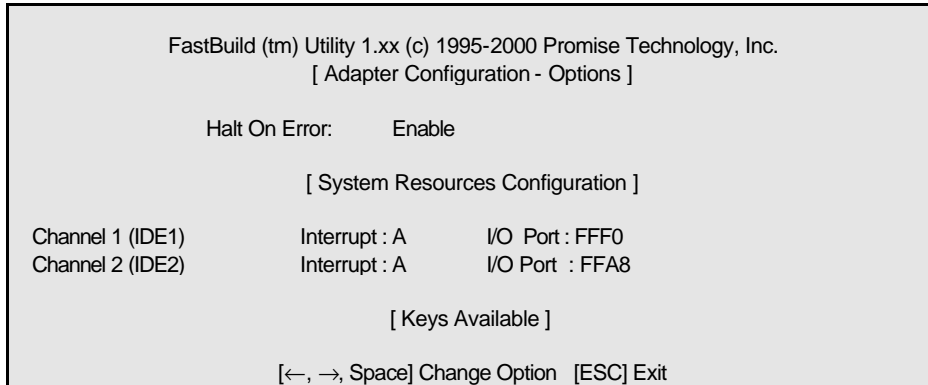 FastBuild (tm) Utility 1.xx (c) 1995-2000 Promise Technology, Inc.
[ Adapter Configuration - Options ]
Halt On Error: Enable
[ System Resources Configuration ]
Channel 1 (IDE1) Interrupt : A I/O Port : FFF0
Channel 2 (IDE2) Interrupt : A I/O Port : FFA8
[ Keys Available ]
[←, →, Space] Change Option [ESC] Exit